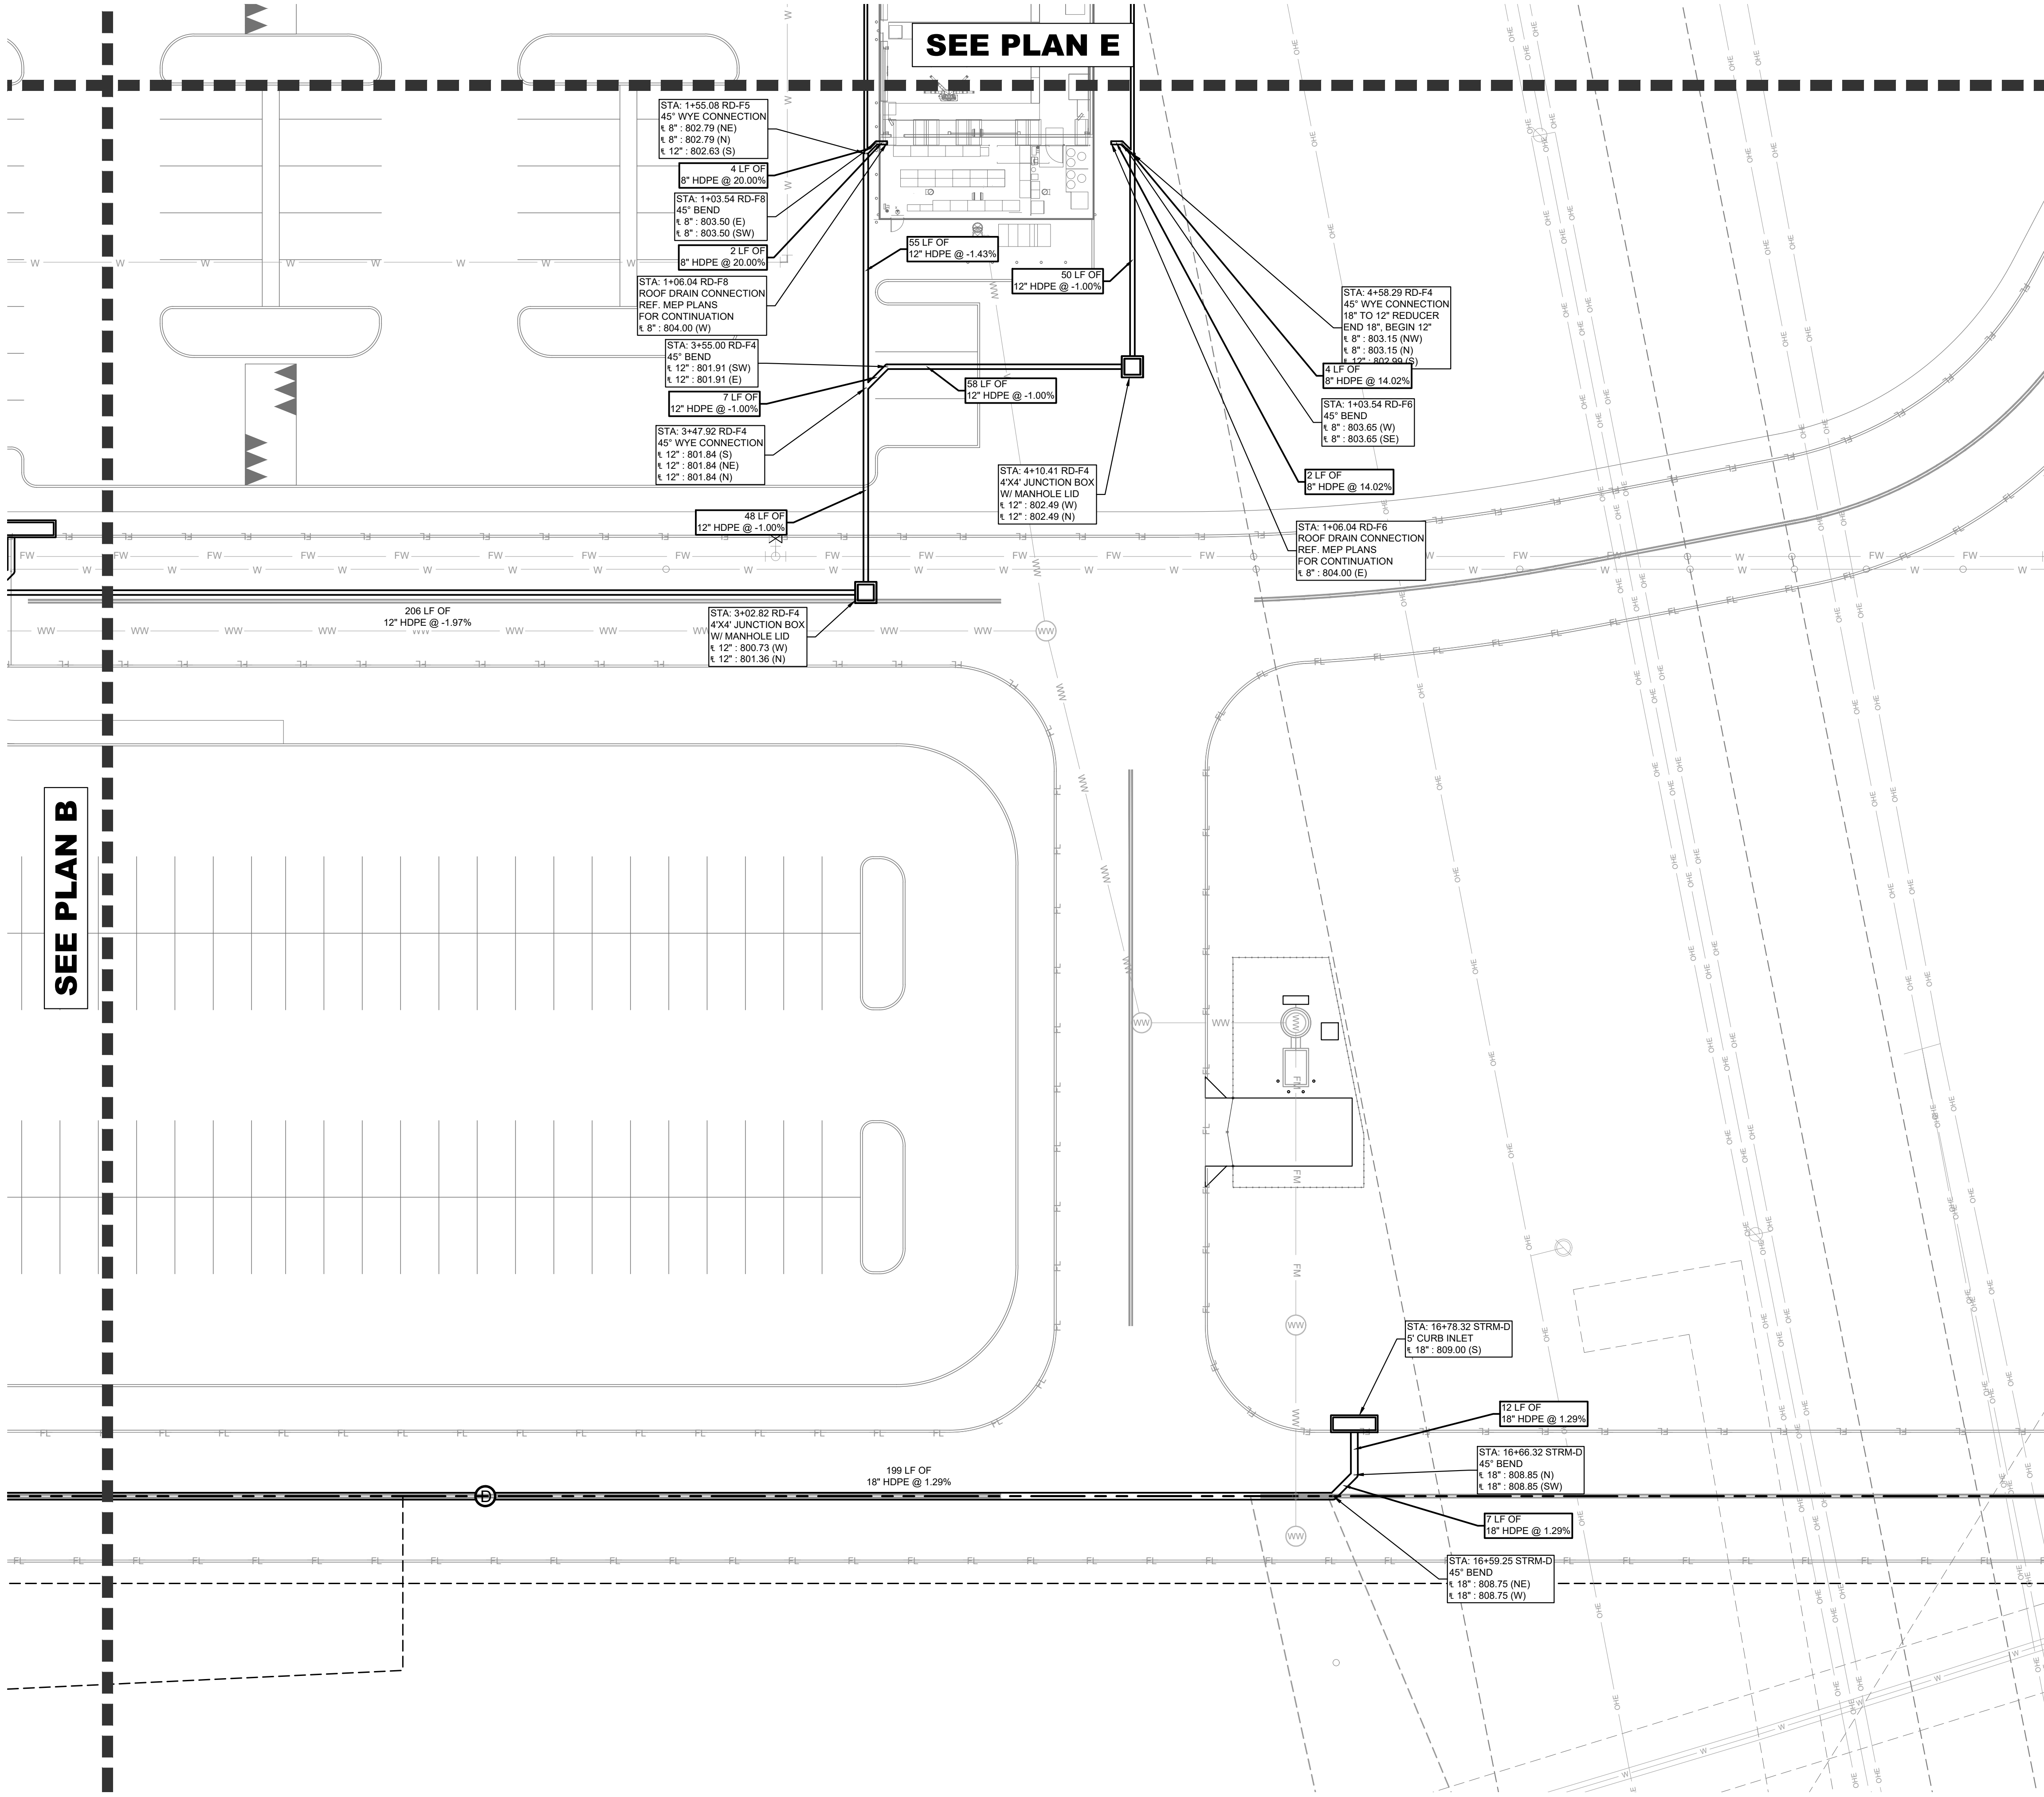 SEE PLAN E
STA: 1+55.08 RD-F5
45° WYE CONNECTION
℄ 8" : 802.79 (NE)
℄ 8" : 802.79 (N)
℄ 12" : 802.63 (S)
4 LF OF
8" HDPE @ 20.00%
STA: 1+03.54 RD-F8
45° BEND
℄ 8" : 803.50 (E)
℄ 8" : 803.50 (SW)
2 LF OF
8" HDPE @ 20.00%
STA: 1+06.04 RD-F8
ROOF DRAIN CONNECTION
REF. MEP PLANS
FOR CONTINUATION
℄ 8" : 804.00 (W)
55 LF OF
12" HDPE @ -1.43%
50 LF OF
12" HDPE @ -1.00%
STA: 4+58.29 RD-F4
45° WYE CONNECTION
18" TO 12" REDUCER
END 18", BEGIN 12"
℄ 8" : 803.15 (NW)
℄ 8" : 803.15 (N)
℄ 12" : 802.99 (S)
4 LF OF
8" HDPE @ 14.02%
STA: 3+55.00 RD-F4
45° BEND
℄ 12" : 801.91 (SW)
℄ 12" : 801.91 (E)
7 LF OF
12" HDPE @ -1.00%
58 LF OF
12" HDPE @ -1.00%
STA: 1+03.54 RD-F6
45° BEND
℄ 8" : 803.65 (W)
℄ 8" : 803.65 (SE)
STA: 3+47.92 RD-F4
45° WYE CONNECTION
℄ 12" : 801.84 (S)
℄ 12" : 801.84 (NE)
℄ 12" : 801.84 (N)
STA: 4+10.41 RD-F4
4'X4' JUNCTION BOX
W/ MANHOLE LID
℄ 12" : 802.49 (W)
℄ 12" : 802.49 (N)
2 LF OF
8" HDPE @ 14.02%
48 LF OF
12" HDPE @ -1.00%
STA: 1+06.04 RD-F6
ROOF DRAIN CONNECTION
REF. MEP PLANS
FOR CONTINUATION
℄ 8" : 804.00 (E)
206 LF OF
12" HDPE @ -1.97%
STA: 3+02.82 RD-F4
4'X4' JUNCTION BOX
W/ MANHOLE LID
℄ 12" : 800.73 (W)
℄ 12" : 801.36 (N)
SEE PLAN B
STA: 16+78.32 STRM-D
5' CURB INLET
℄ 18" : 809.00 (S)
12 LF OF
18" HDPE @ 1.29%
STA: 16+66.32 STRM-D
45° BEND
℄ 18" : 808.85 (N)
℄ 18" : 808.85 (SW)
199 LF OF
18" HDPE @ 1.29%
D
7 LF OF
18" HDPE @ 1.29%
STA: 16+59.25 STRM-D
45° BEND
℄ 18" : 808.75 (NE)
℄ 18" : 808.75 (W)